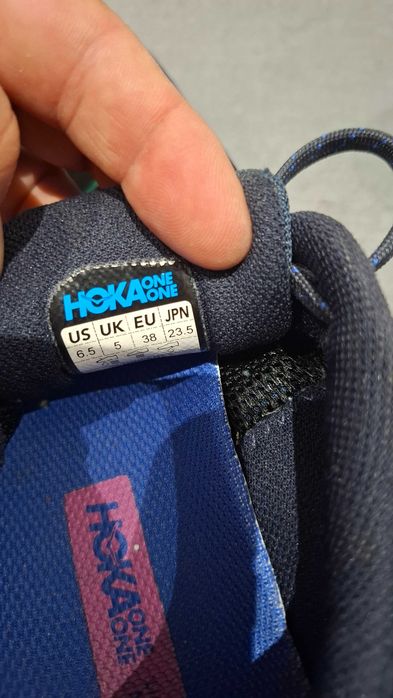 HOKA ONE ONE
US UK EU JPN
6.5 5 38 23.5
HOKA ONE ONE